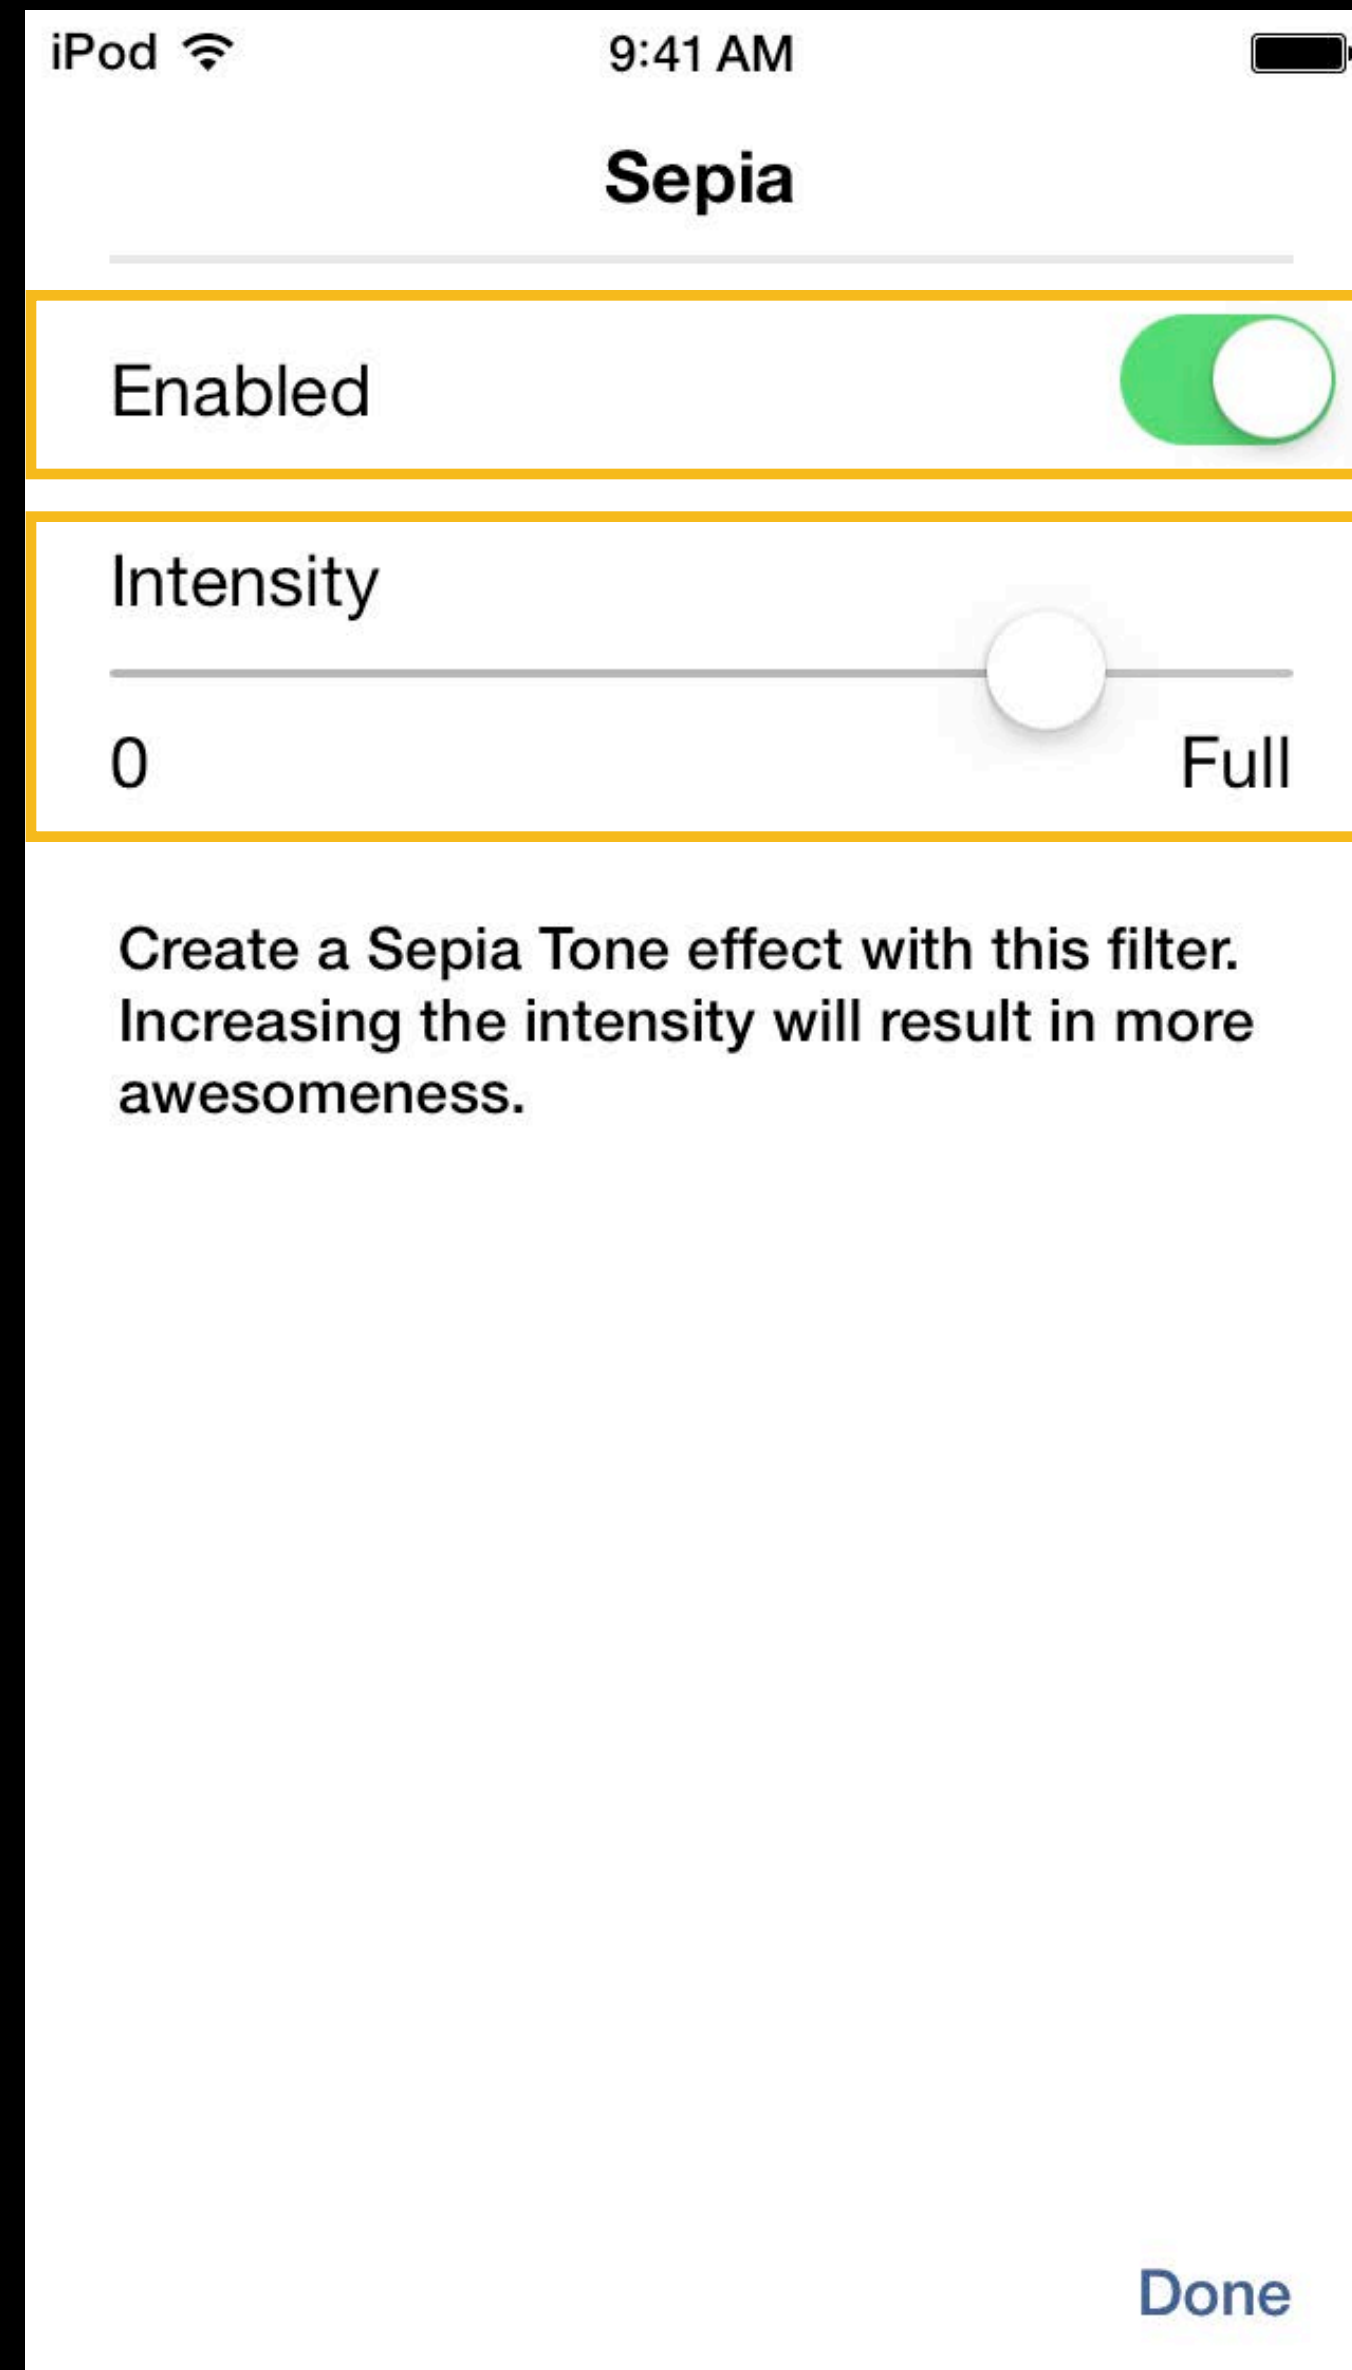 iPod 9:41 AM
Sepia
Enabled
Intensity
0 Full
Create a Sepia Tone effect with this filter.
Increasing the intensity will result in more
awesomeness.
Done